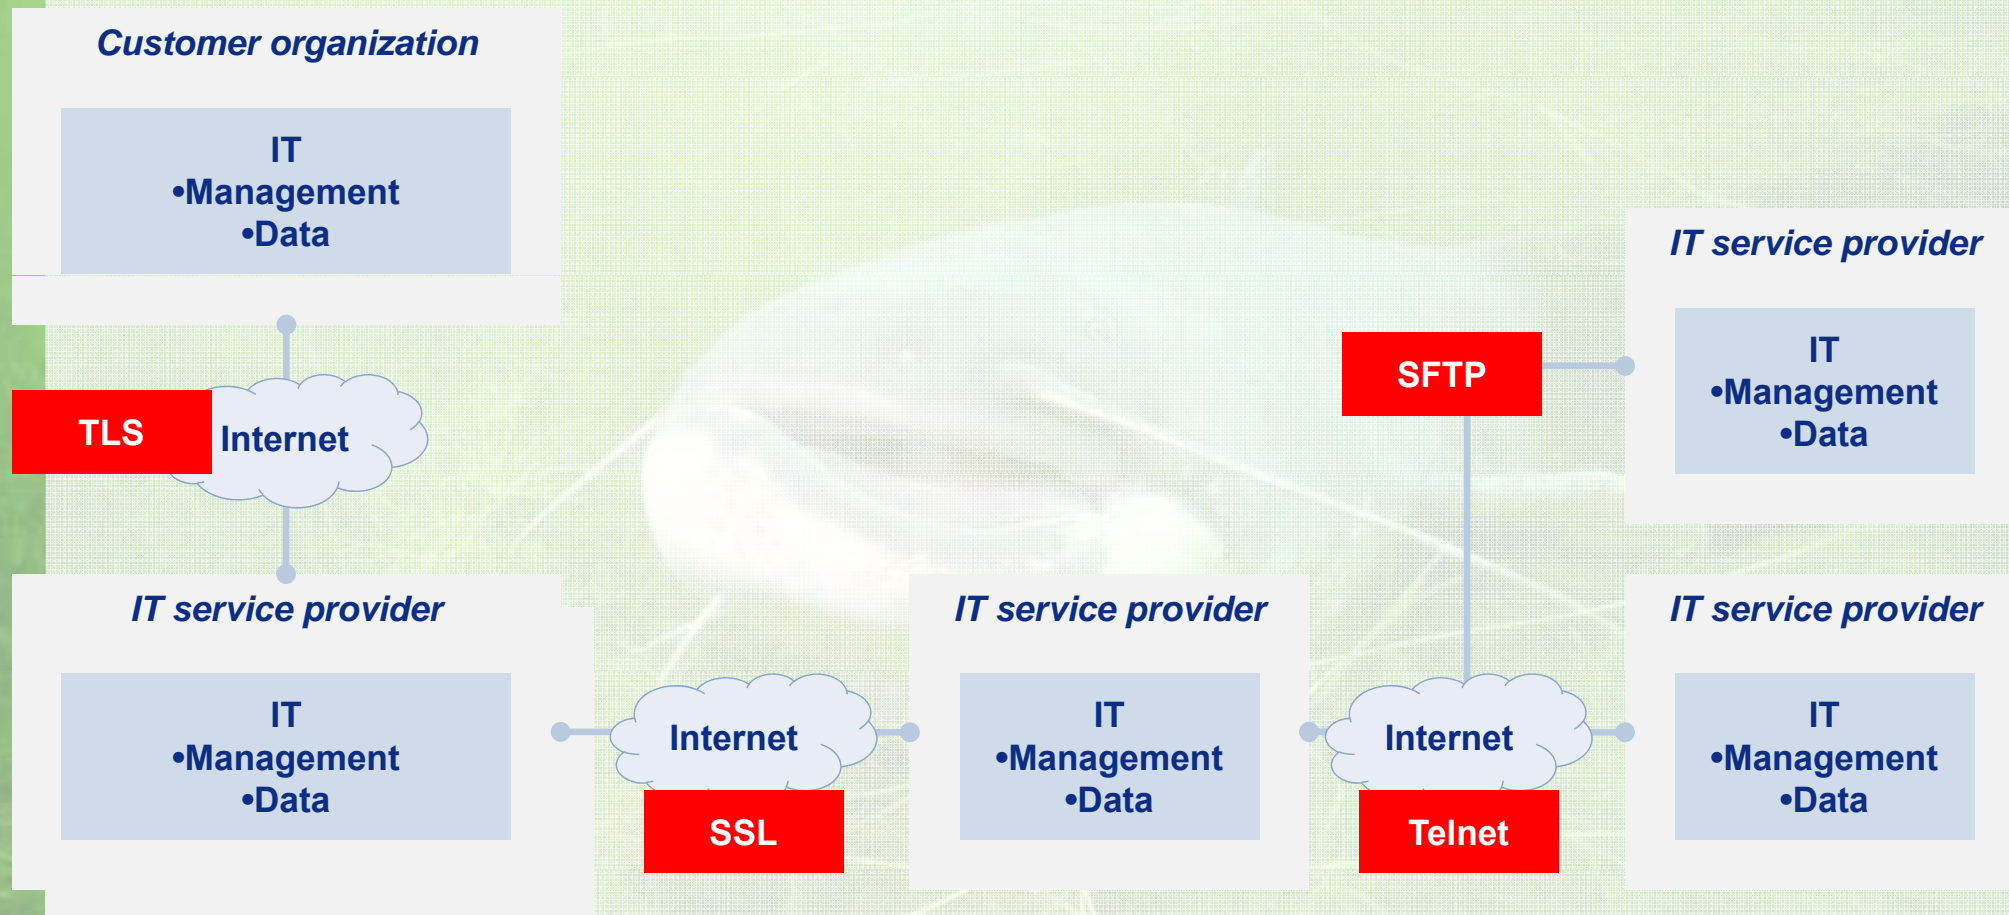 Customer organization
IT
•Management
•Data
IT service provider
IT
•Management
•Data
SFTP
TLS
Internet
IT service provider
IT
•Management
•Data
Internet
SSL
IT service provider
IT
•Management
•Data
Internet
Telnet
IT service provider
IT
•Management
•Data